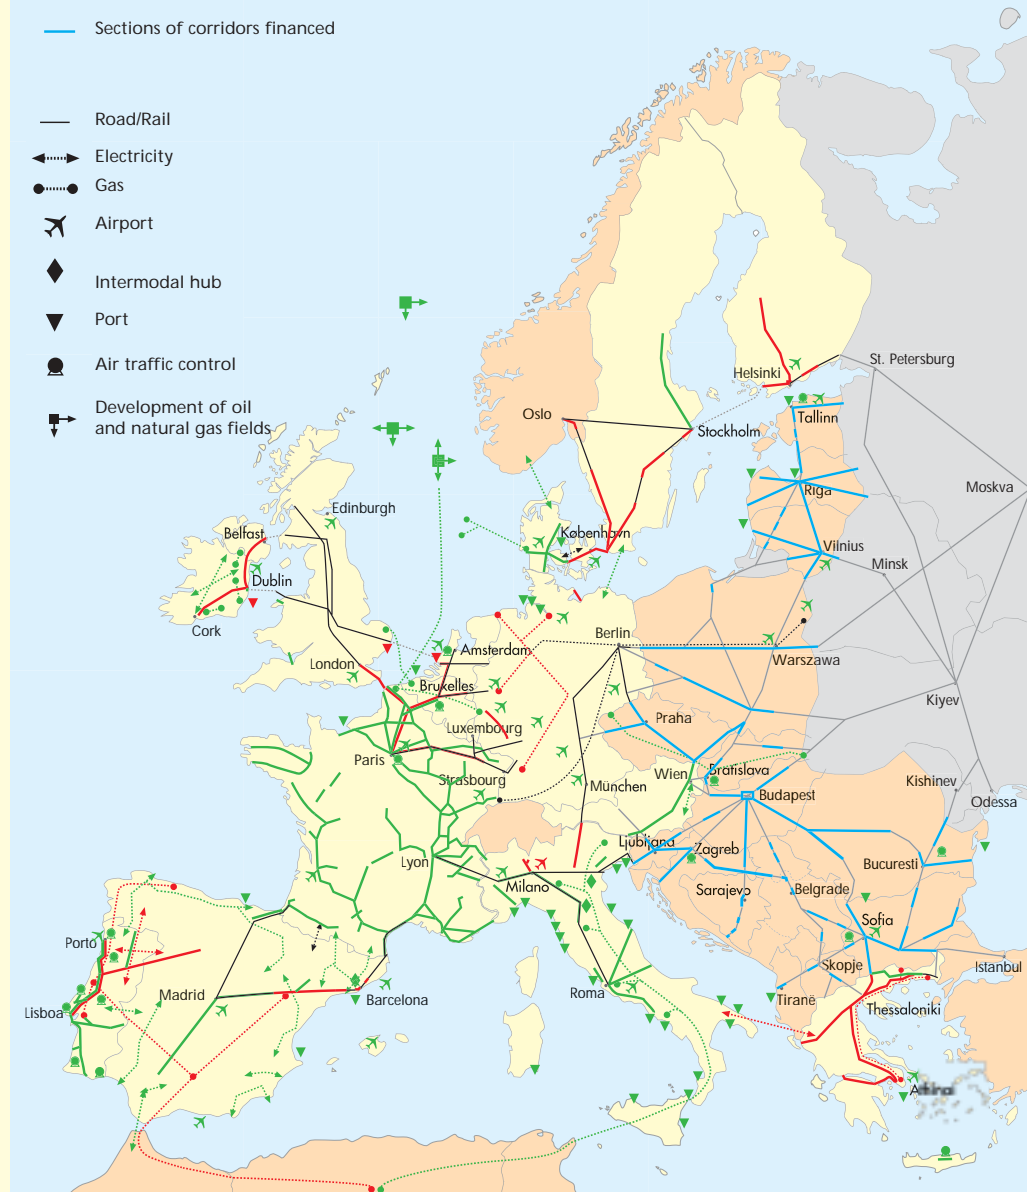 Sections of corridors financed
Road/Rail
Electricity
Gas
Airport
Intermodal hub
Port
Air traffic control
Development of oil
and natural gas fields
St. Petersburg
Helsinki
Oslo
Tallinn
Stockholm
Moskva
Riga
Edinburgh
Belfast
København
Vilnius
Minsk
Dublin
Cork
Berlin
Amsterdam
Warszawa
London
Bruxelles
Kiyev
Praha
Luxembourg
Paris
Strasbourg
Wien
Bratislava
Kishinev
München
Budapest
Odessa
Ljubljana
Zagreb
Lyon
Bucuresti
Milano
Sarajevo
Belgrade
Sofia
Porto
Skopje
Istanbul
Madrid
Barcelona
Roma
Tiranë
Lisboa
Thessaloniki